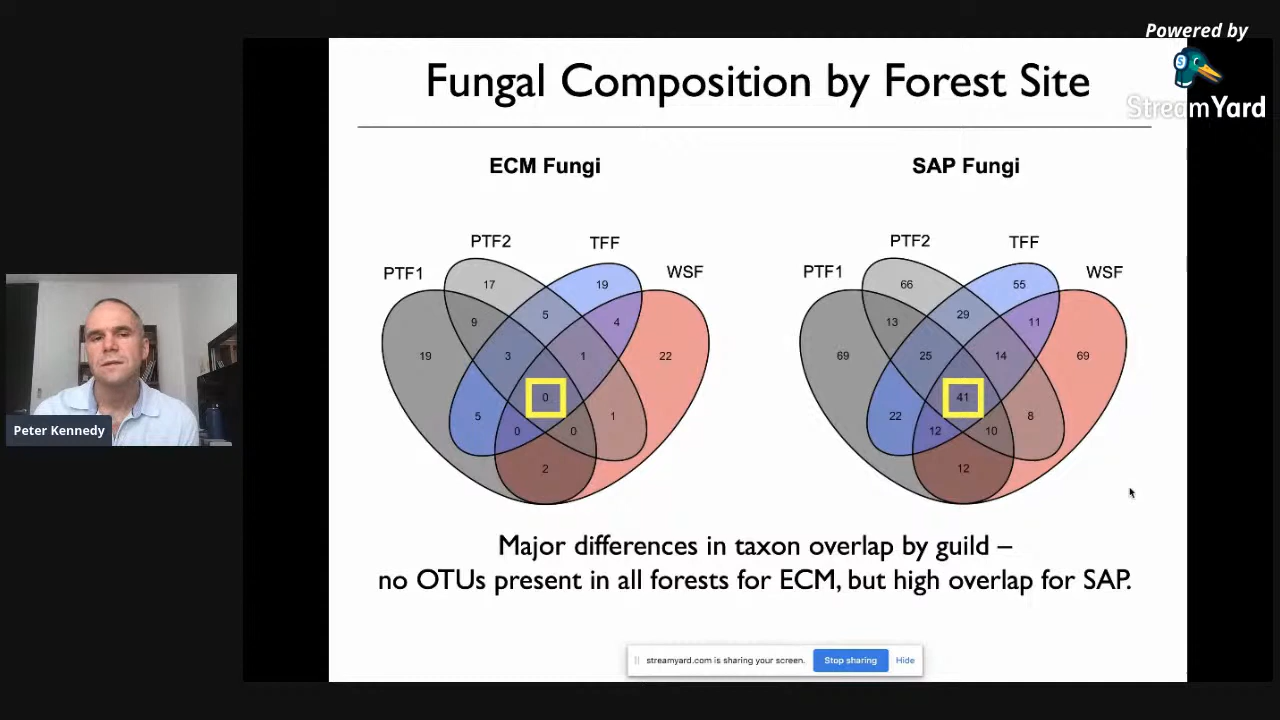 Powered by
StreamYard
Fungal Composition by Forest Site
ECM Fungi
SAP Fungi
PTF1
PTF2
TFF
WSF
17
19
5
9
4
19
3
1
22
0
5
1
0
0
2
PTF1
PTF2
TFF
WSF
66
55
29
13
11
69
25
14
69
41
22
8
12
10
12
Peter Kennedy
Major differences in taxon overlap by guild –
no OTUs present in all forests for ECM, but high overlap for SAP.
streamyard.com is sharing your screen. Stop sharing Hide